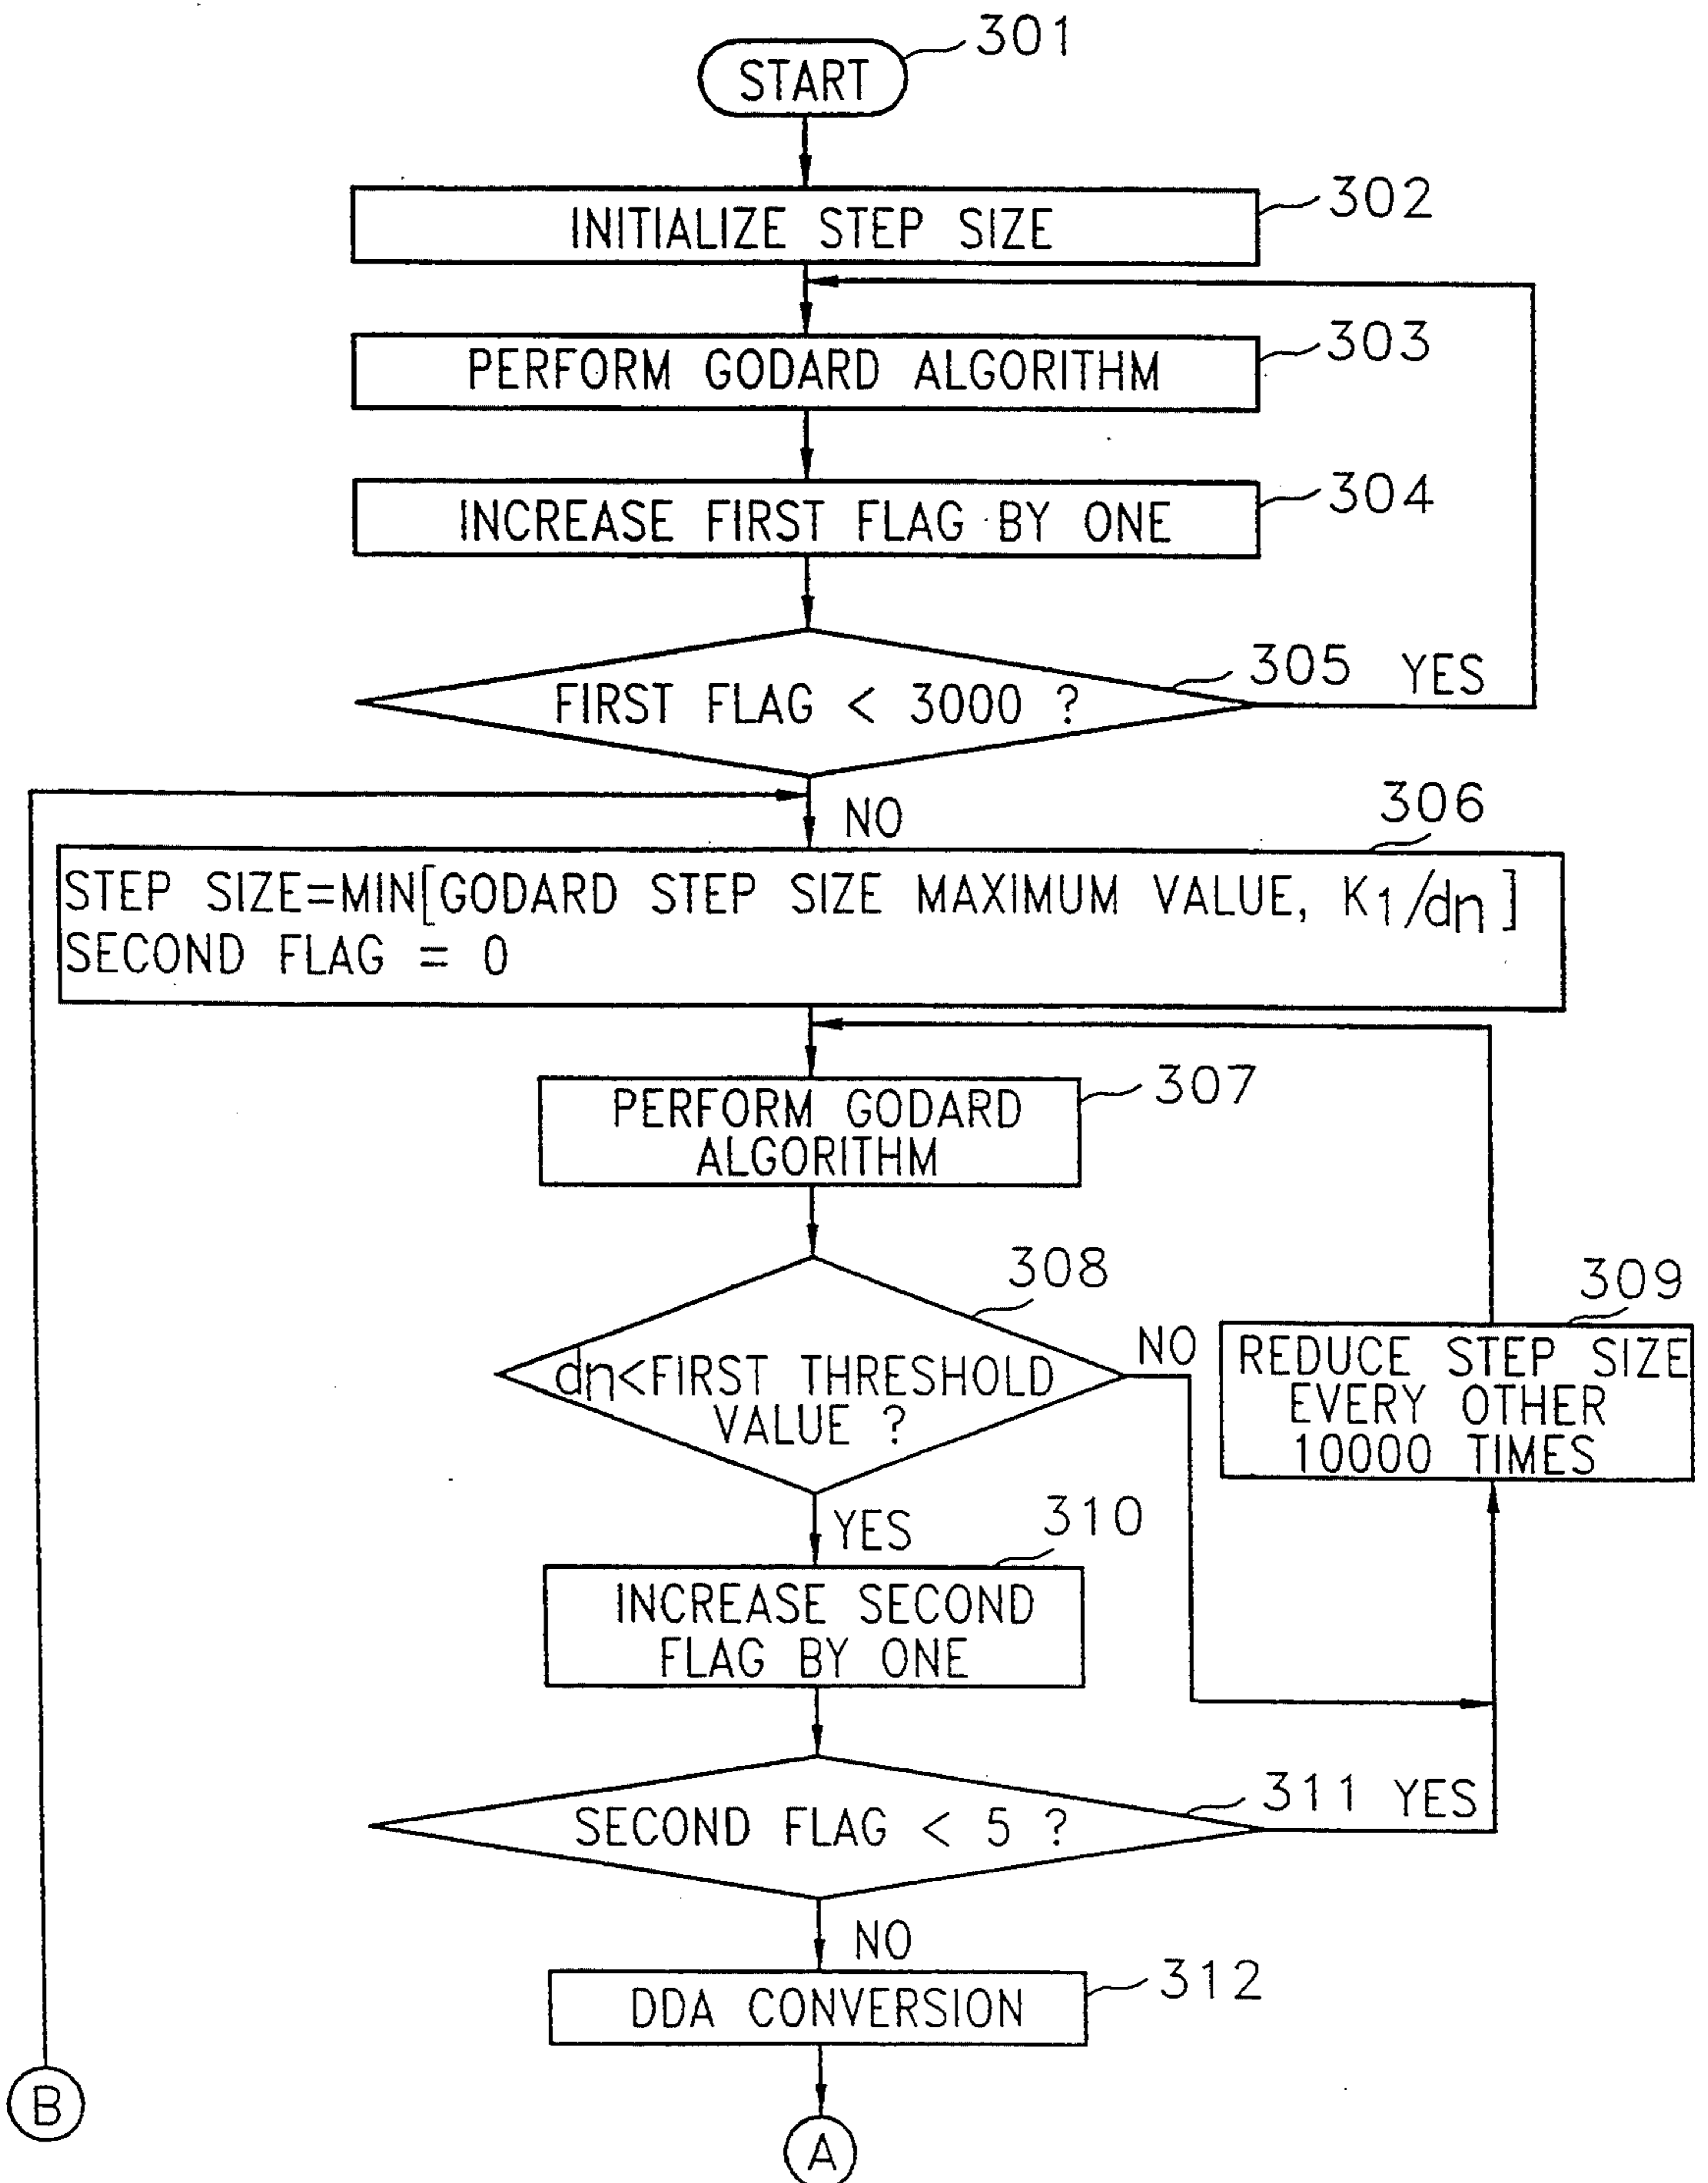 START
301
INITIALIZE STEP SIZE
302
PERFORM GODARD ALGORITHM
303
INCREASE FIRST FLAG BY ONE
304
FIRST FLAG < 3000 ?
305
YES
NO
306
STEP SIZE=MIN[GODARD STEP SIZE MAXIMUM VALUE, K1/dn]
SECOND FLAG = 0
PERFORM GODARD
ALGORITHM
307
308
dn<FIRST THRESHOLD
VALUE ?
NO
309
REDUCE STEP SIZE
EVERY OTHER
10000 TIMES
YES
310
INCREASE SECOND
FLAG BY ONE
SECOND FLAG < 5 ?
311
YES
NO
DDA CONVERSION
312
B
A